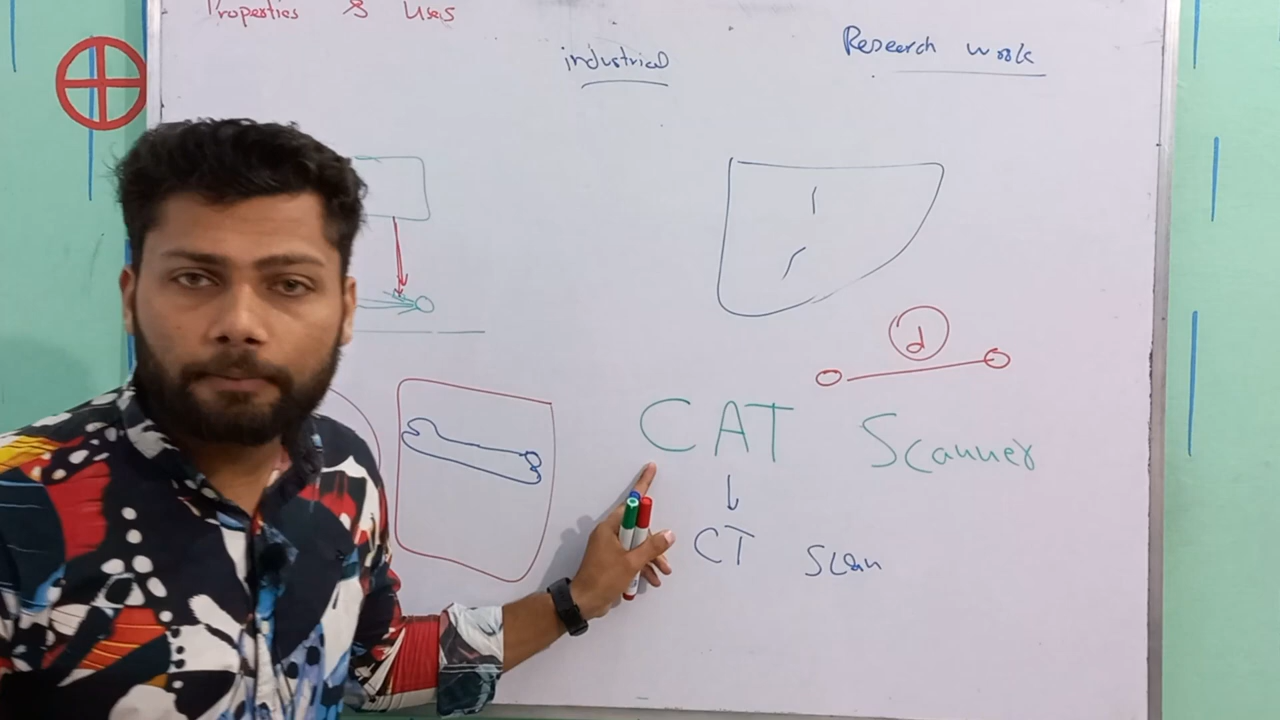 Properties & Uses
industrial
Research work
d
CAT Scanner
CT Scan